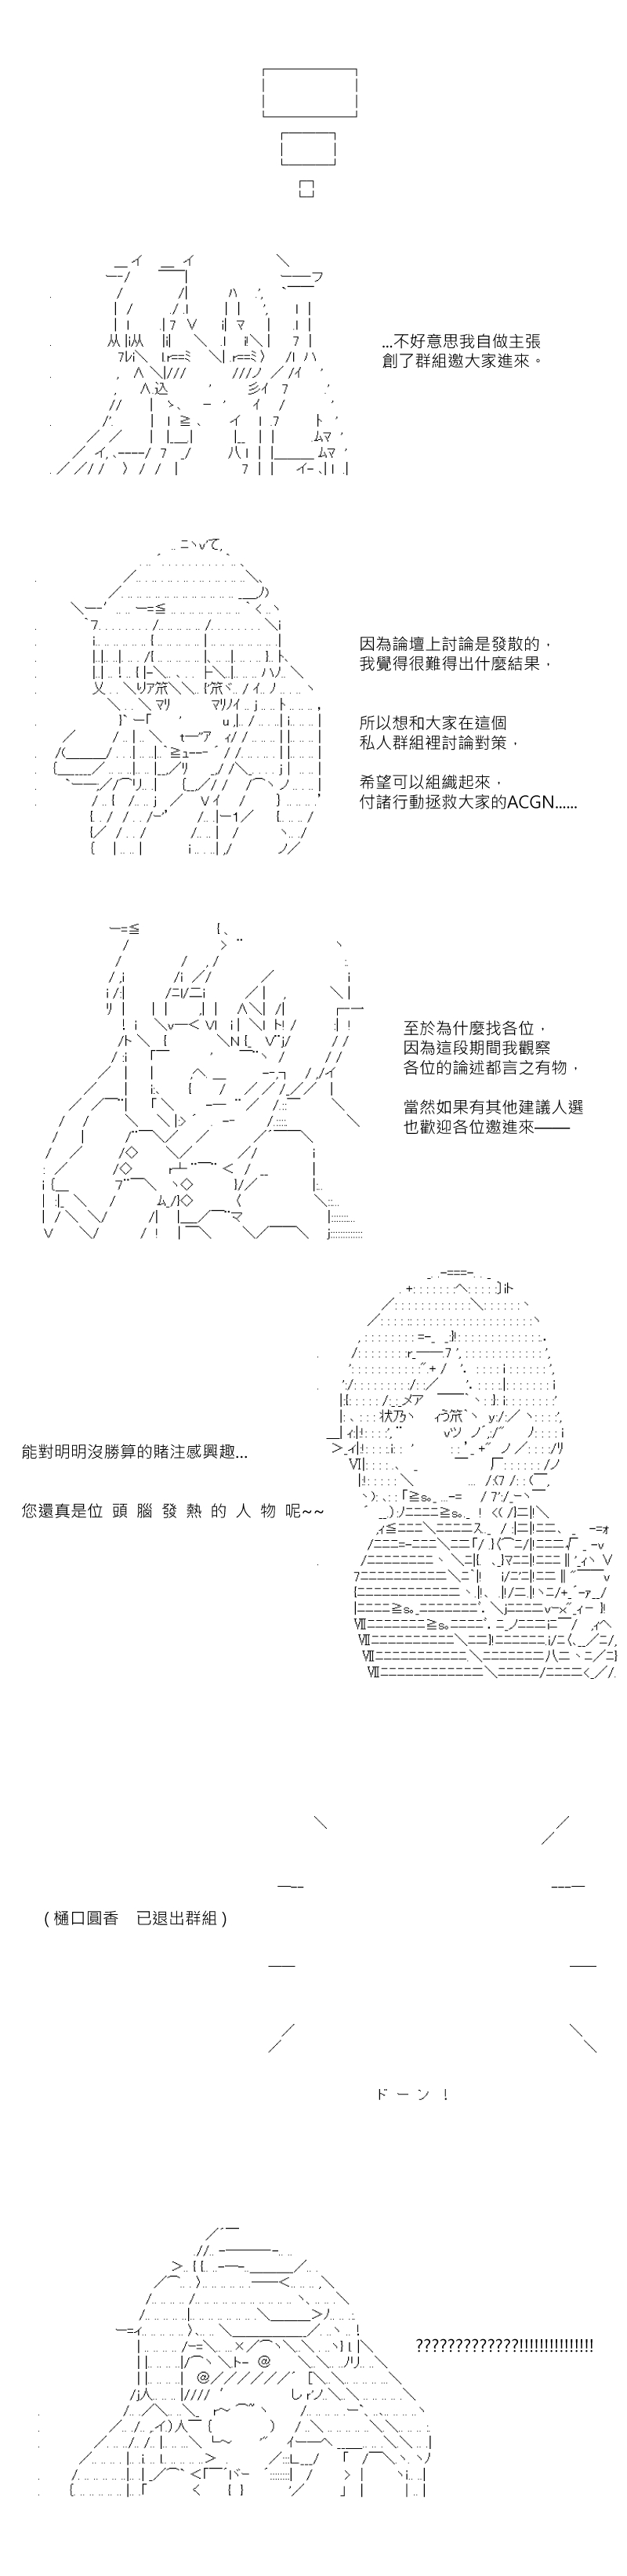 ...不好意思我自做主張
創了群組邀大家進來。
因為論壇上討論是發散的，
我覺得很難得出什麼結果，
所以想和大家在這個
私人群組裡討論對策，
希望可以組織起來，
付諸行動拯救大家的ACGN......
至於為什麼找各位，
因為這段期間我觀察
各位的論述都言之有物，
當然如果有其他建議人選
也歡迎各位邀進來───
能對明明沒勝算的賭注感興趣...
您還真是位 頭 腦 發 熱 的 人 物 呢~~
( 樋口圓香　已退出群組 )
ド ー ン ！
?????????????!!!!!!!!!!!!!!!